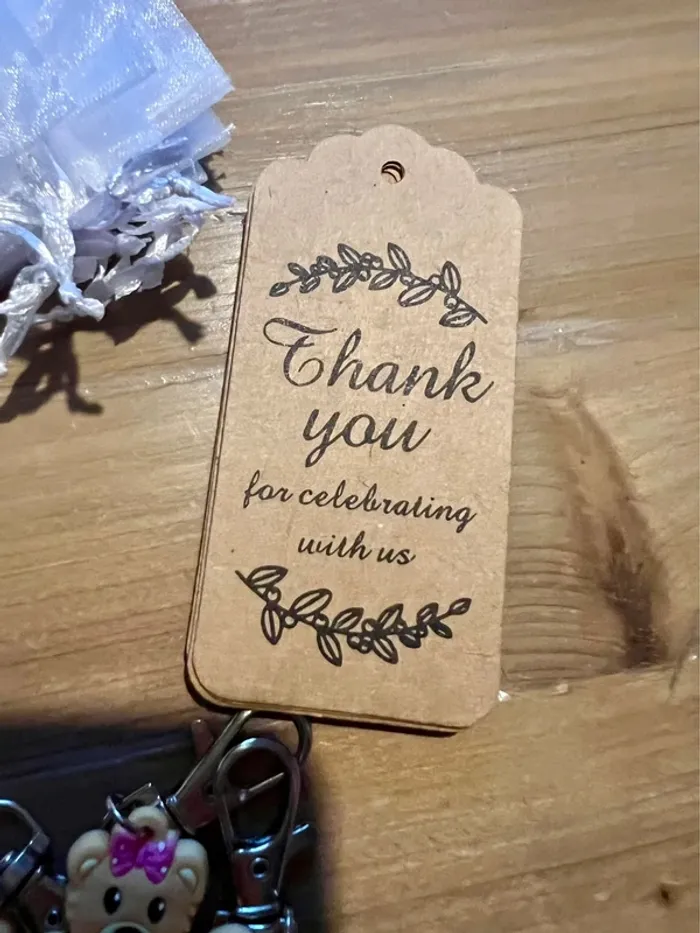 Thank
you
for celebrating
with us